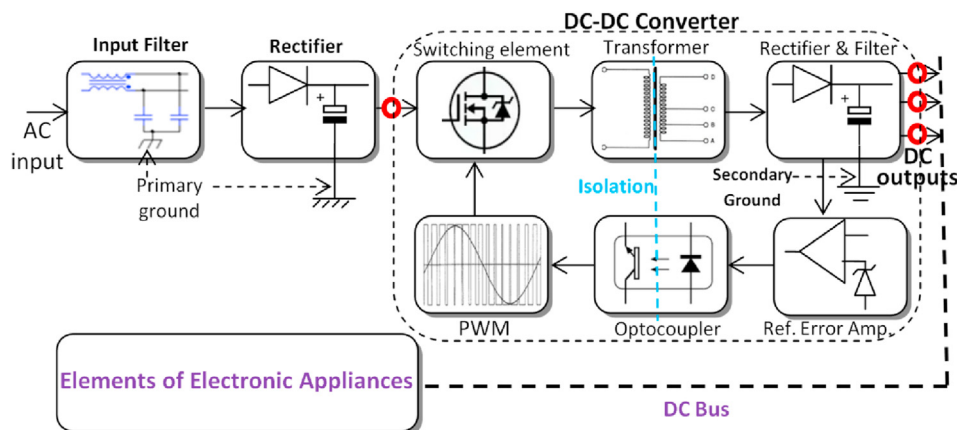 DC-DC Converter
Input Filter
Rectifier
Switching element
Transformer
Rectifier & Filter
+
+
D
C
B
A
AC
input
DC
outputs
Primary
ground
Isolation
Secondary
Ground
PWM
Optocoupler
Ref. Error Amp.
Elements of Electronic Appliances
DC Bus